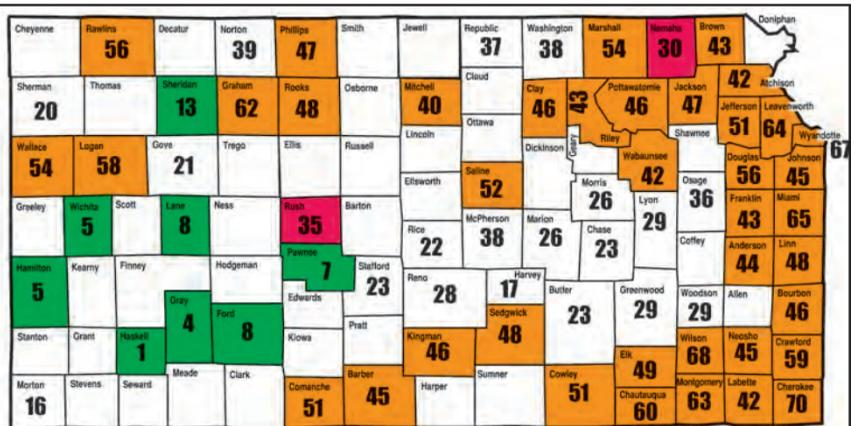 Cheyenne Rawlins Decatur Norton Phillips Smith Jewell Republic Washington Marshall Nemaha Brown Doniphan
56 39 47 37 38 54 30 43
Sherman Thomas Sheridan Graham Rooks Osborne Mitchell Cloud Clay 43 Pottawatomie Jackson 42 Atchison
20 13 62 48 40 46 46 47
Jefferson Leavenworth
51 64
Wallace Logan Gove Trego Ellis Russell Lincoln Ottawa Dickinson Geary Riley Wabaunsee Shawnee Douglas Johnson Wyandotte
54 58 21 42 56 45 67
Ellsworth Saline Morris Osage
52 26 36
Greeley Wichita Scott Lane Ness Rush Barton Rice McPherson Marion Chase Lyon Franklin Miami
5 8 35 22 38 26 23 29 43 65
Hamilton Kearny Finney Hodgeman Pawnee Stafford Reno Harvey Coffey Anderson Linn
5 7 23 28 17 44 48
Gray Ford Edwards Sedgwick Butler Greenwood Woodson Allen Bourbon
4 8 48 23 29 29 46
Stanton Grant Haskell Kiowa Pratt Kingman Elk Wilson Neosho Crawford
1 46 49 68 45 59
Morton Stevens Seward Meade Clark Comanche Barber Harper Sumner Cowley Chautauqua Montgomery Labette Cherokee
16 51 45 51 60 63 42 70